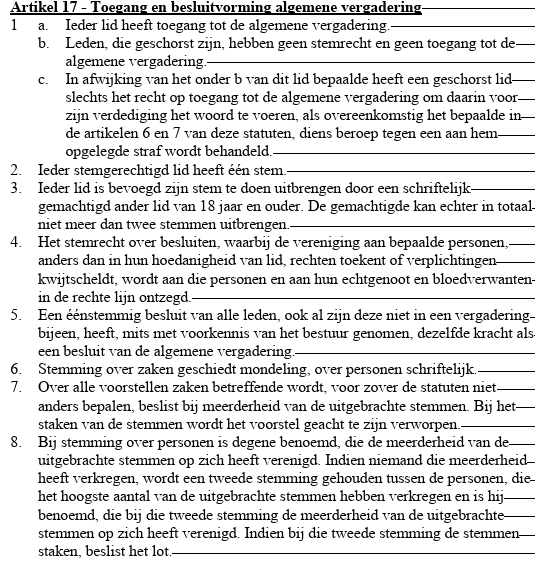 Artikel 17 - Toegang en besluitvorming algemene vergadering
1 a. Ieder lid heeft toegang tot de algemene vergadering.
b. Leden, die geschorst zijn, hebben geen stemrecht en geen toegang tot de
algemene vergadering.
c. In afwijking van het onder b van dit lid bepaalde heeft een geschorst lid
slechts het recht op toegang tot de algemene vergadering om daarin voor
zijn verdediging het woord te voeren, als overeenkomstig het bepaalde in
de artikelen 6 en 7 van deze statuten, diens beroep tegen een aan hem
opgelegde straf wordt behandeld.
2. Ieder stemgerechtigd lid heeft één stem.
3. Ieder lid is bevoegd zijn stem te doen uitbrengen door een schriftelijk
gemachtigd ander lid van 18 jaar en ouder. De gemachtigde kan echter in totaal
niet meer dan twee stemmen uitbrengen.
4. Het stemrecht over besluiten, waarbij de vereniging aan bepaalde personen,
anders dan in hun hoedanigheid van lid, rechten toekent of verplichtingen
kwijtscheldt, wordt aan die personen en aan hun echtgenoot en bloedverwanten
in de rechte lijn ontzegd.
5. Een éénstemmig besluit van alle leden, ook al zijn deze niet in een vergadering
bijeen, heeft, mits met voorkennis van het bestuur genomen, dezelfde kracht als
een besluit van de algemene vergadering.
6. Stemming over zaken geschiedt mondeling, over personen schriftelijk.
7. Over alle voorstellen zaken betreffende wordt, voor zover de statuten niet
anders bepalen, beslist bij meerderheid van de uitgebrachte stemmen. Bij het
staken van de stemmen wordt het voorstel geacht te zijn verworpen.
8. Bij stemming over personen is degene benoemd, die de meerderheid van de
uitgebrachte stemmen op zich heeft verenigd. Indien niemand die meerderheid
heeft verkregen, wordt een tweede stemming gehouden tussen de personen, die
het hoogste aantal van de uitgebrachte stemmen hebben verkregen en is hij
benoemd, die bij die tweede stemming de meerderheid van de uitgebrachte
stemmen op zich heeft verenigd. Indien bij die tweede stemming de stemmen
staken, beslist het lot.